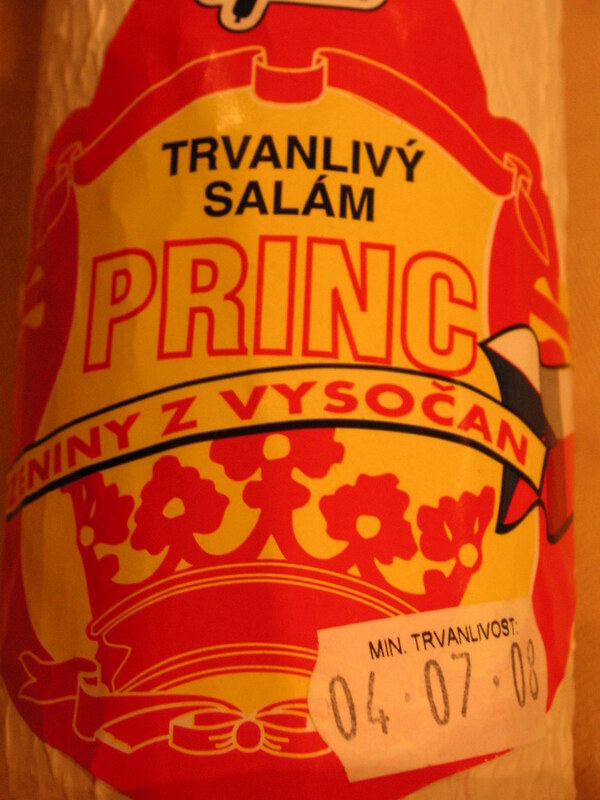 TRVANLIVÝ
SALÁM
PRINC
ZENINY Z VYSOČAN
MIN. TRVANLIVOST:
04 · 07 · 08